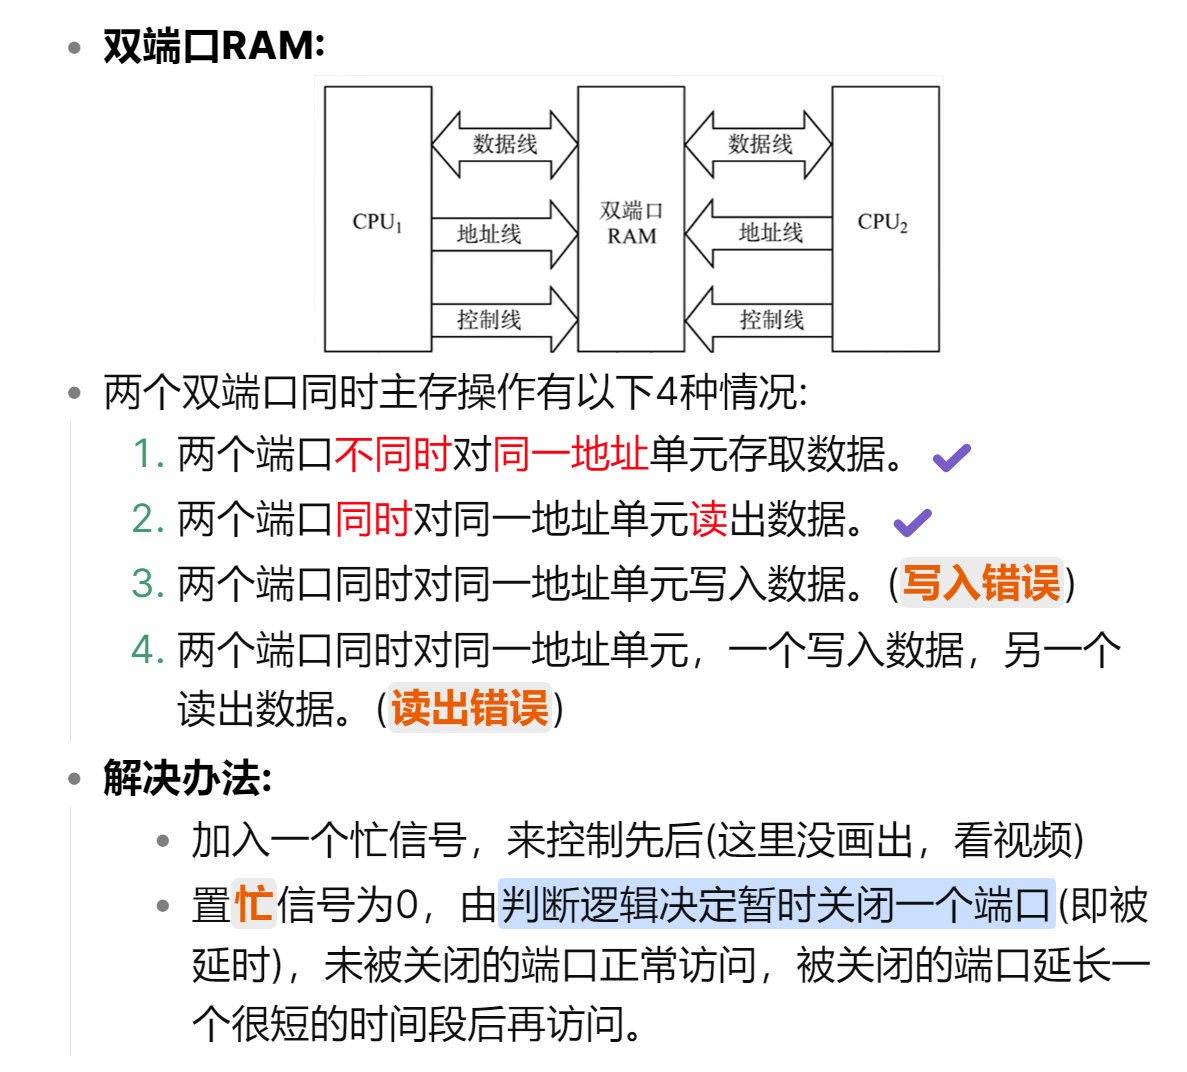 双端口RAM:
数据线 数据线
CPU1 双端口 CPU2
RAM
地址线 地址线
控制线 控制线
两个双端口同时主存操作有以下4种情况:
1. 两个端口不同时对同一地址单元存取数据。
2. 两个端口同时对同一地址单元读出数据。
3. 两个端口同时对同一地址单元写入数据。(写入错误)
4. 两个端口同时对同一地址单元，一个写入数据，另一个
读出数据。(读出错误)
解决办法:
加入一个忙信号，来控制先后(这里没画出，看视频)
置忙信号为0，由判断逻辑决定暂时关闭一个端口(即被
延时)，未被关闭的端口正常访问，被关闭的端口延长一
个很短的时间段后再访问。